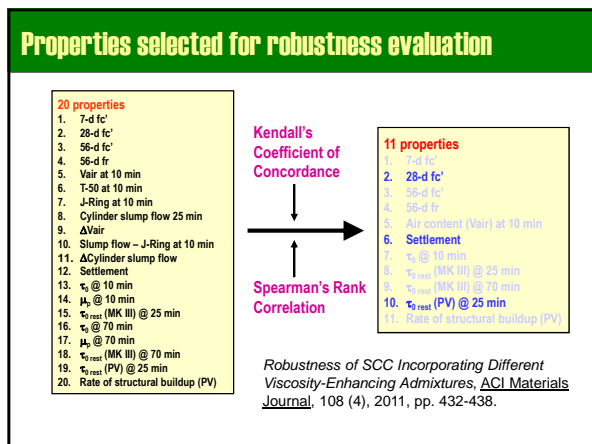 Properties selected for robustness evaluation
20 properties
1. 7-d fc'
2. 28-d fc'
3. 56-d fc'
4. 56-d fr
5. Vair at 10 min
6. T-50 at 10 min
7. J-Ring at 10 min
8. Cylinder slump flow 25 min
9. ΔVair
10. Slump flow – J-Ring at 10 min
11. ΔCylinder slump flow
12. Settlement
13. τ₀ @ 10 min
14. μₚ @ 10 min
15. τ₀ rest (MK III) @ 25 min
16. τ₀ @ 70 min
17. μₚ @ 70 min
18. τ₀ rest (MK III) @ 70 min
19. τ₀ rest (PV) @ 25 min
20. Rate of structural buildup (PV)
Kendall's
Coefficient of
Concordance
Spearman's Rank
Correlation
11 properties
1. 7-d fc'
2. 28-d fc'
3. 56-d fc'
4. 56-d fr
5. Air content (Vair) at 10 min
6. Settlement
7. τ₀ @ 10 min
8. τ₀ rest (MK III) @ 25 min
9. τ₀ rest (MK III) @ 70 min
10. τ₀ rest (PV) @ 25 min
11. Rate of structural buildup (PV)
Robustness of SCC Incorporating Different
Viscosity-Enhancing Admixtures, ACI Materials
Journal, 108 (4), 2011, pp. 432-438.